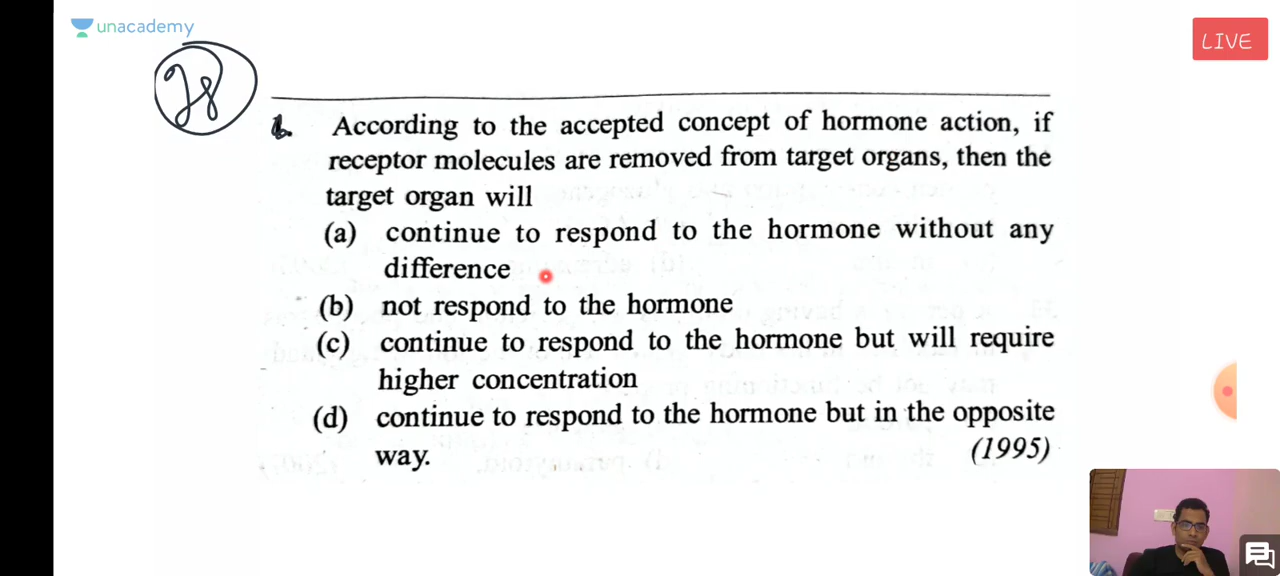 unacademy
LIVE
38
According to the accepted concept of hormone action, if
receptor molecules are removed from target organs, then the
target organ will
(a) continue to respond to the hormone without any
difference
(b) not respond to the hormone
(c) continue to respond to the hormone but will require
higher concentration
(d) continue to respond to the hormone but in the opposite
way. (1995)